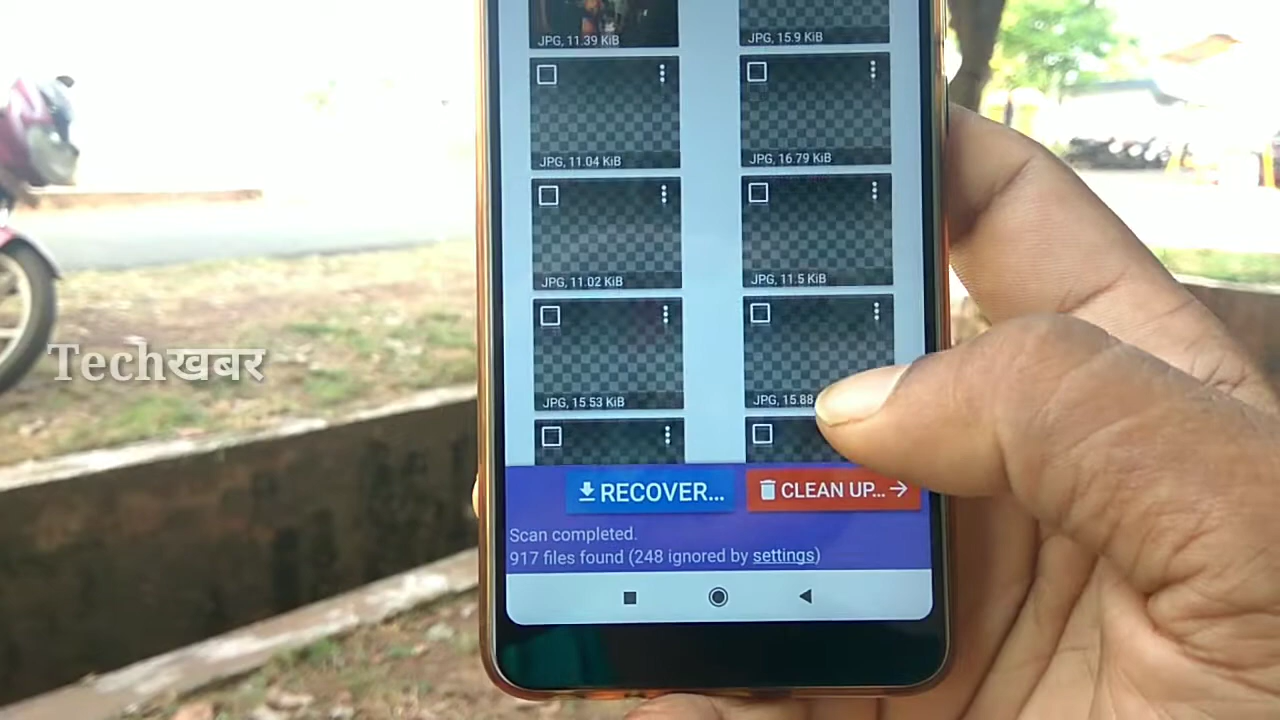 JPG, 11.39 KiB
JPG, 15.9 KiB
JPG, 11.04 KiB
JPG, 16.79 KiB
JPG, 11.02 KiB
JPG, 11.5 KiB
JPG, 15.53 KiB
JPG, 15.88
Techखबर
RECOVER...
CLEAN UP...
Scan completed.
917 files found (248 ignored by settings)